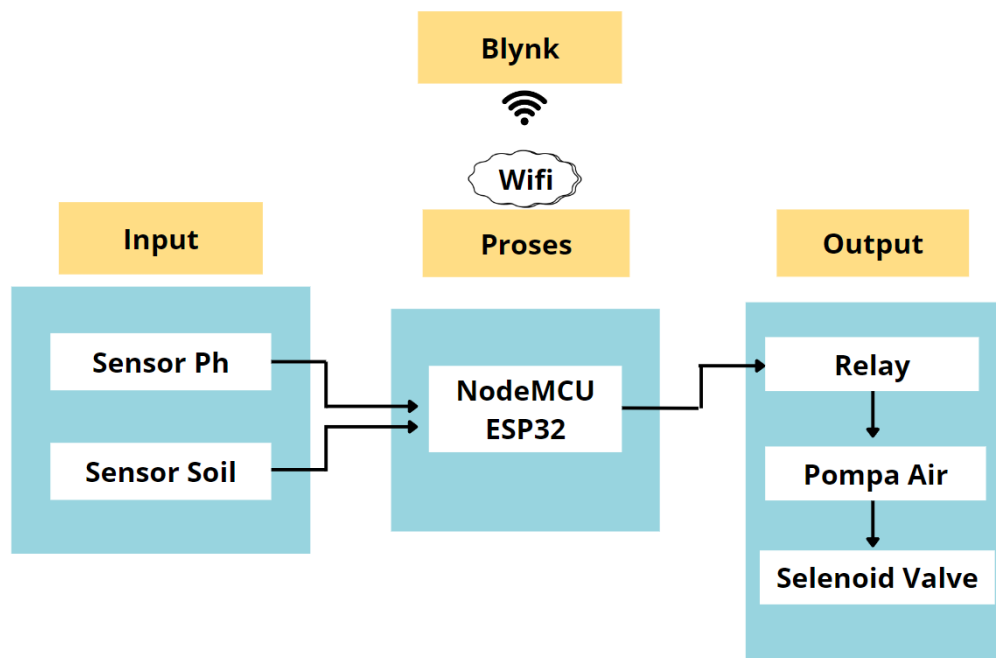 Blynk
Wifi
Input
Proses
Output
Sensor Ph
Sensor Soil
NodeMCU
ESP32
Relay
Pompa Air
Selenoid Valve